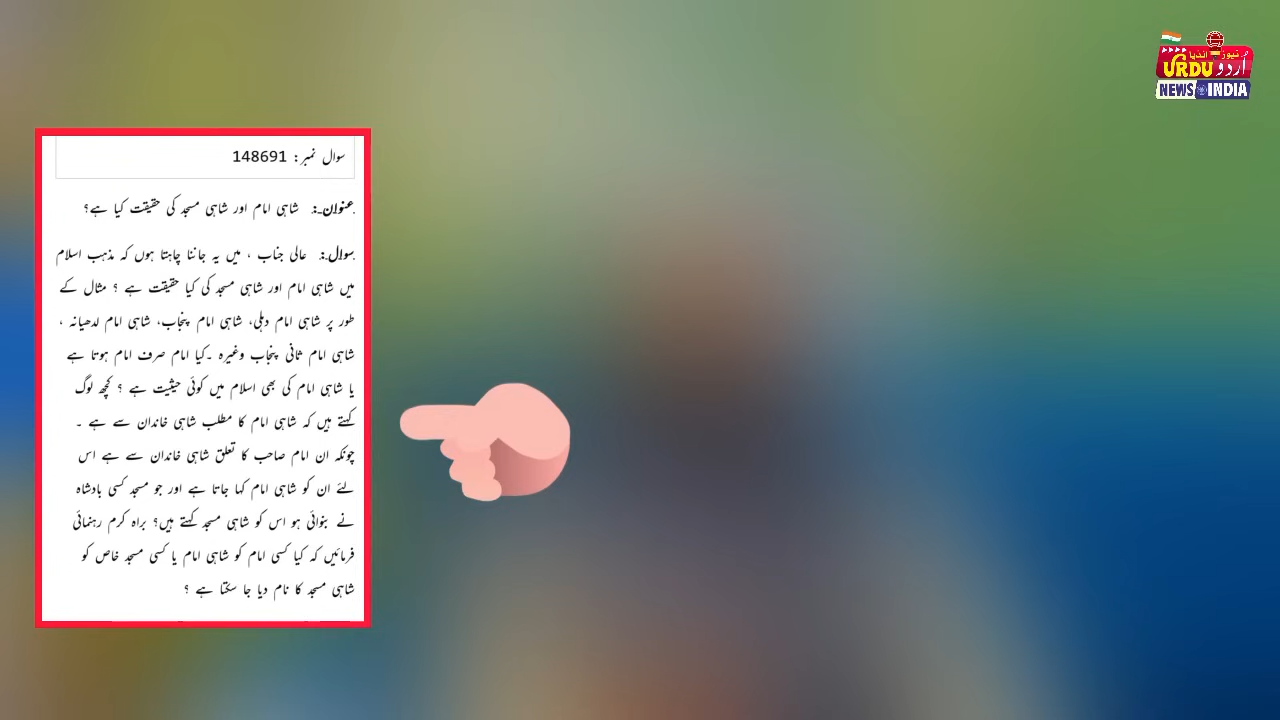 سوال نمبر: 148691
عنوان: شاہی امام اور شاہی مسجد کی حقیقت کیا ہے؟
سوال: عالی جناب ، میں یہ جاننا چاہتا ہوں کہ مذہب اسلام
میں شاہی امام اور شاہی مسجد کی کیا حقیقت ہے ؟ مثال کے
طور پر شاہی امام دہلی، شاہی امام پنجاب، شاہی امام لدھیانہ ،
شاہی امام ثانی پنجاب وغیرہ ۔کیا امام صرف امام ہوتا ہے
یا شاہی امام کی بھی اسلام میں کوئی حیثیت ہے ؟ کچھ لوگ
کہتے ہیں کہ شاہی امام کا مطلب شاہی خاندان سے ہے ۔
چونکہ ان امام صاحب کا تعلق شاہی خاندان سے ہے اس
لئے ان کو شاہی امام کہا جاتا ہے اور جو مسجد کسی بادشاہ
نے بنوائی ہو اس کو شاہی مسجد کہتے ہیں؟ براہ کرم رہنمائی
فرمائیں کہ کیا کسی امام کو شاہی امام یا کسی مسجد خاص کو
شاہی مسجد کا نام دیا جا سکتا ہے ؟
نیوز انڈیا
URDU اردو
NEWS INDIA